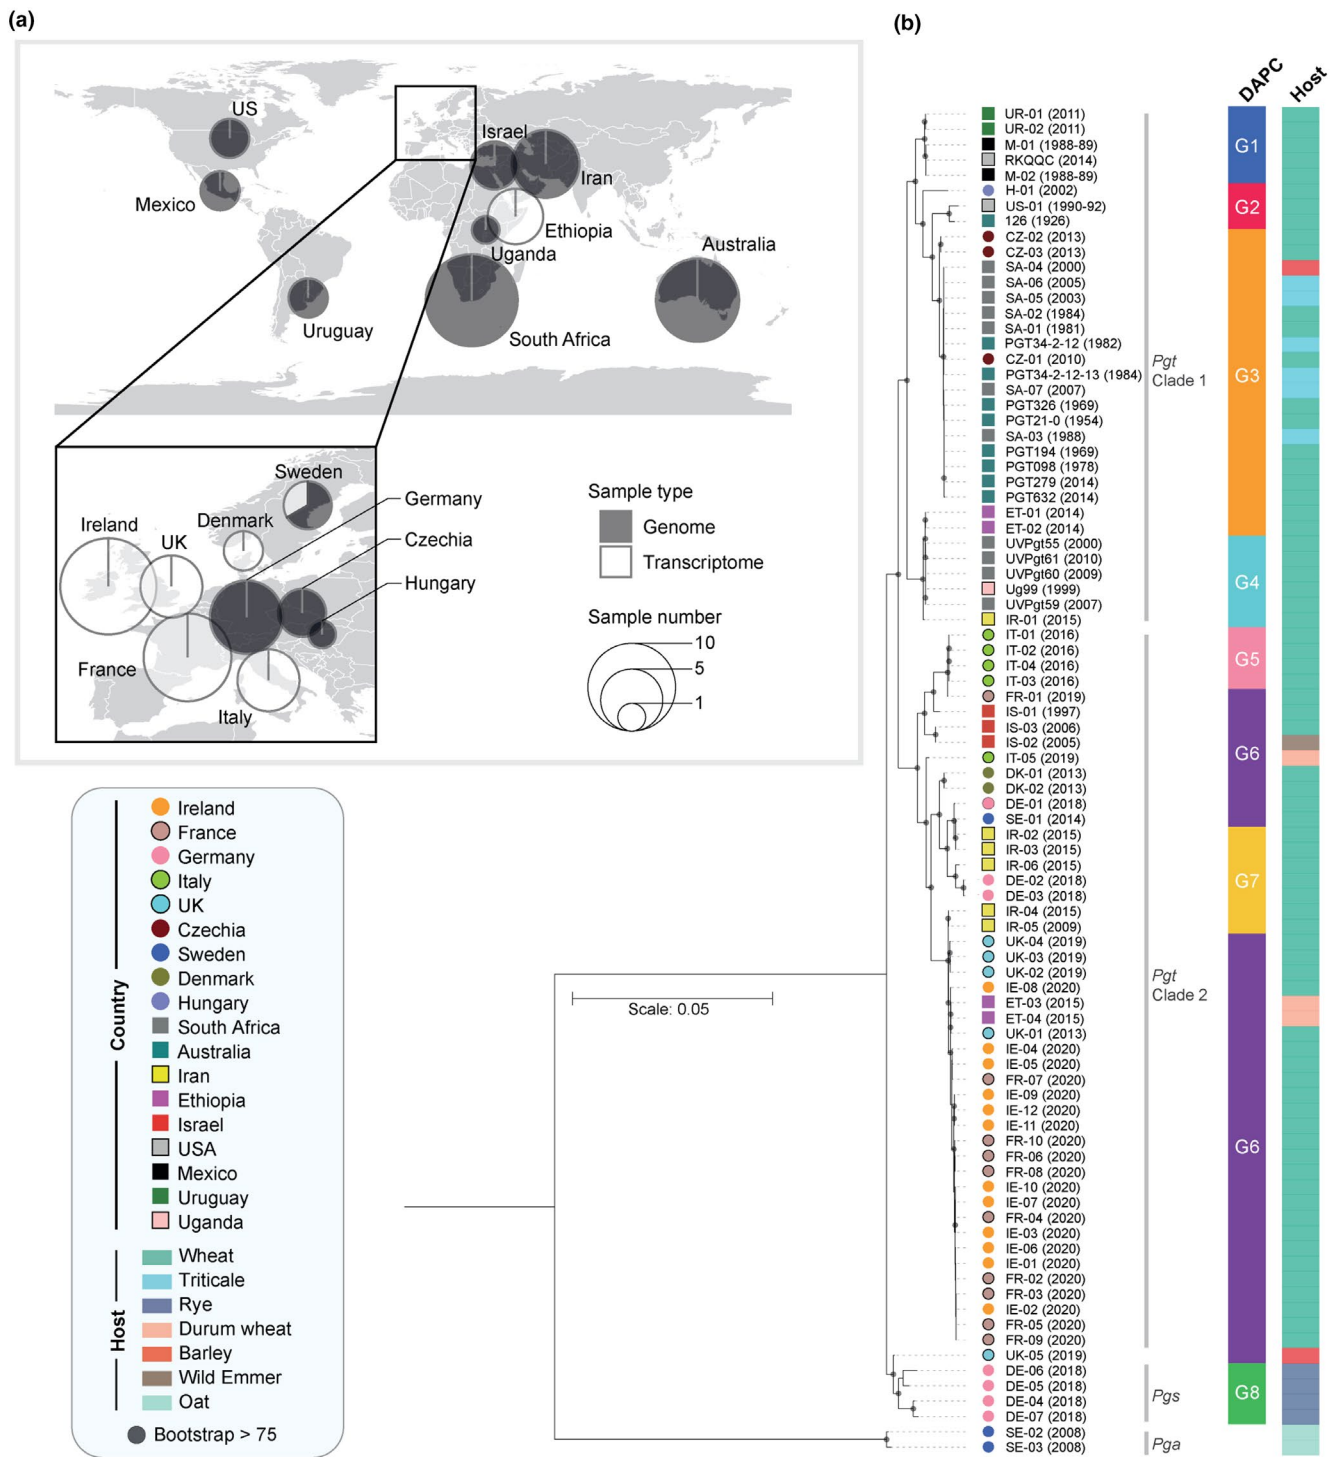 (a)
US
Mexico
Uruguay
Israel
Iran
Ethiopia
Uganda
South Africa
Australia
Sweden
Germany
Denmark
Ireland
UK
Czechia
Hungary
France
Italy
Sample type
Genome
Transcriptome
Sample number
10
5
1
Country
Ireland
France
Germany
Italy
UK
Czechia
Sweden
Denmark
Hungary
South Africa
Australia
Iran
Ethiopia
Israel
USA
Mexico
Uruguay
Uganda
Host
Wheat
Triticale
Rye
Durum wheat
Barley
Wild Emmer
Oat
Bootstrap > 75
(b)
DAPC
Host
UR-01 (2011)
UR-02 (2011)
M-01 (1988-89)
RKQQC (2014)
M-02 (1988-89)
H-01 (2002)
US-01 (1990-92)
126 (1926)
CZ-02 (2013)
CZ-03 (2013)
SA-04 (2000)
SA-06 (2005)
SA-05 (2003)
SA-02 (1984)
SA-01 (1981)
PGT34-2-12 (1982)
CZ-01 (2010)
PGT34-2-12-13 (1984)
SA-07 (2007)
PGT326 (1969)
PGT21-0 (1954)
SA-03 (1988)
PGT194 (1969)
PGT098 (1978)
PGT279 (2014)
PGT632 (2014)
ET-01 (2014)
ET-02 (2014)
UVPgt55 (2000)
UVPgt61 (2010)
UVPgt60 (2009)
Ug99 (1999)
UVPgt59 (2007)
IR-01 (2015)
IT-01 (2016)
IT-02 (2016)
IT-04 (2016)
IT-03 (2016)
FR-01 (2019)
IS-01 (1997)
IS-03 (2006)
IS-02 (2005)
IT-05 (2019)
DK-01 (2013)
DK-02 (2013)
DE-01 (2018)
SE-01 (2014)
IR-02 (2015)
IR-03 (2015)
IR-06 (2015)
DE-02 (2018)
DE-03 (2018)
IR-04 (2015)
IR-05 (2009)
UK-04 (2019)
UK-03 (2019)
UK-02 (2019)
IE-08 (2020)
ET-03 (2015)
ET-04 (2015)
UK-01 (2013)
IE-04 (2020)
IE-05 (2020)
FR-07 (2020)
IE-09 (2020)
IE-12 (2020)
IE-11 (2020)
FR-10 (2020)
FR-06 (2020)
FR-08 (2020)
IE-10 (2020)
IE-07 (2020)
FR-04 (2020)
IE-03 (2020)
IE-06 (2020)
IE-01 (2020)
FR-02 (2020)
FR-03 (2020)
IE-02 (2020)
FR-05 (2020)
FR-09 (2020)
UK-05 (2019)
DE-06 (2018)
DE-05 (2018)
DE-04 (2018)
DE-07 (2018)
SE-02 (2008)
SE-03 (2008)
Scale: 0.05
Pgt
Clade 1
Pgt
Clade 2
Pgs
Pga
G1
G2
G3
G4
G5
G6
G7
G6
G8